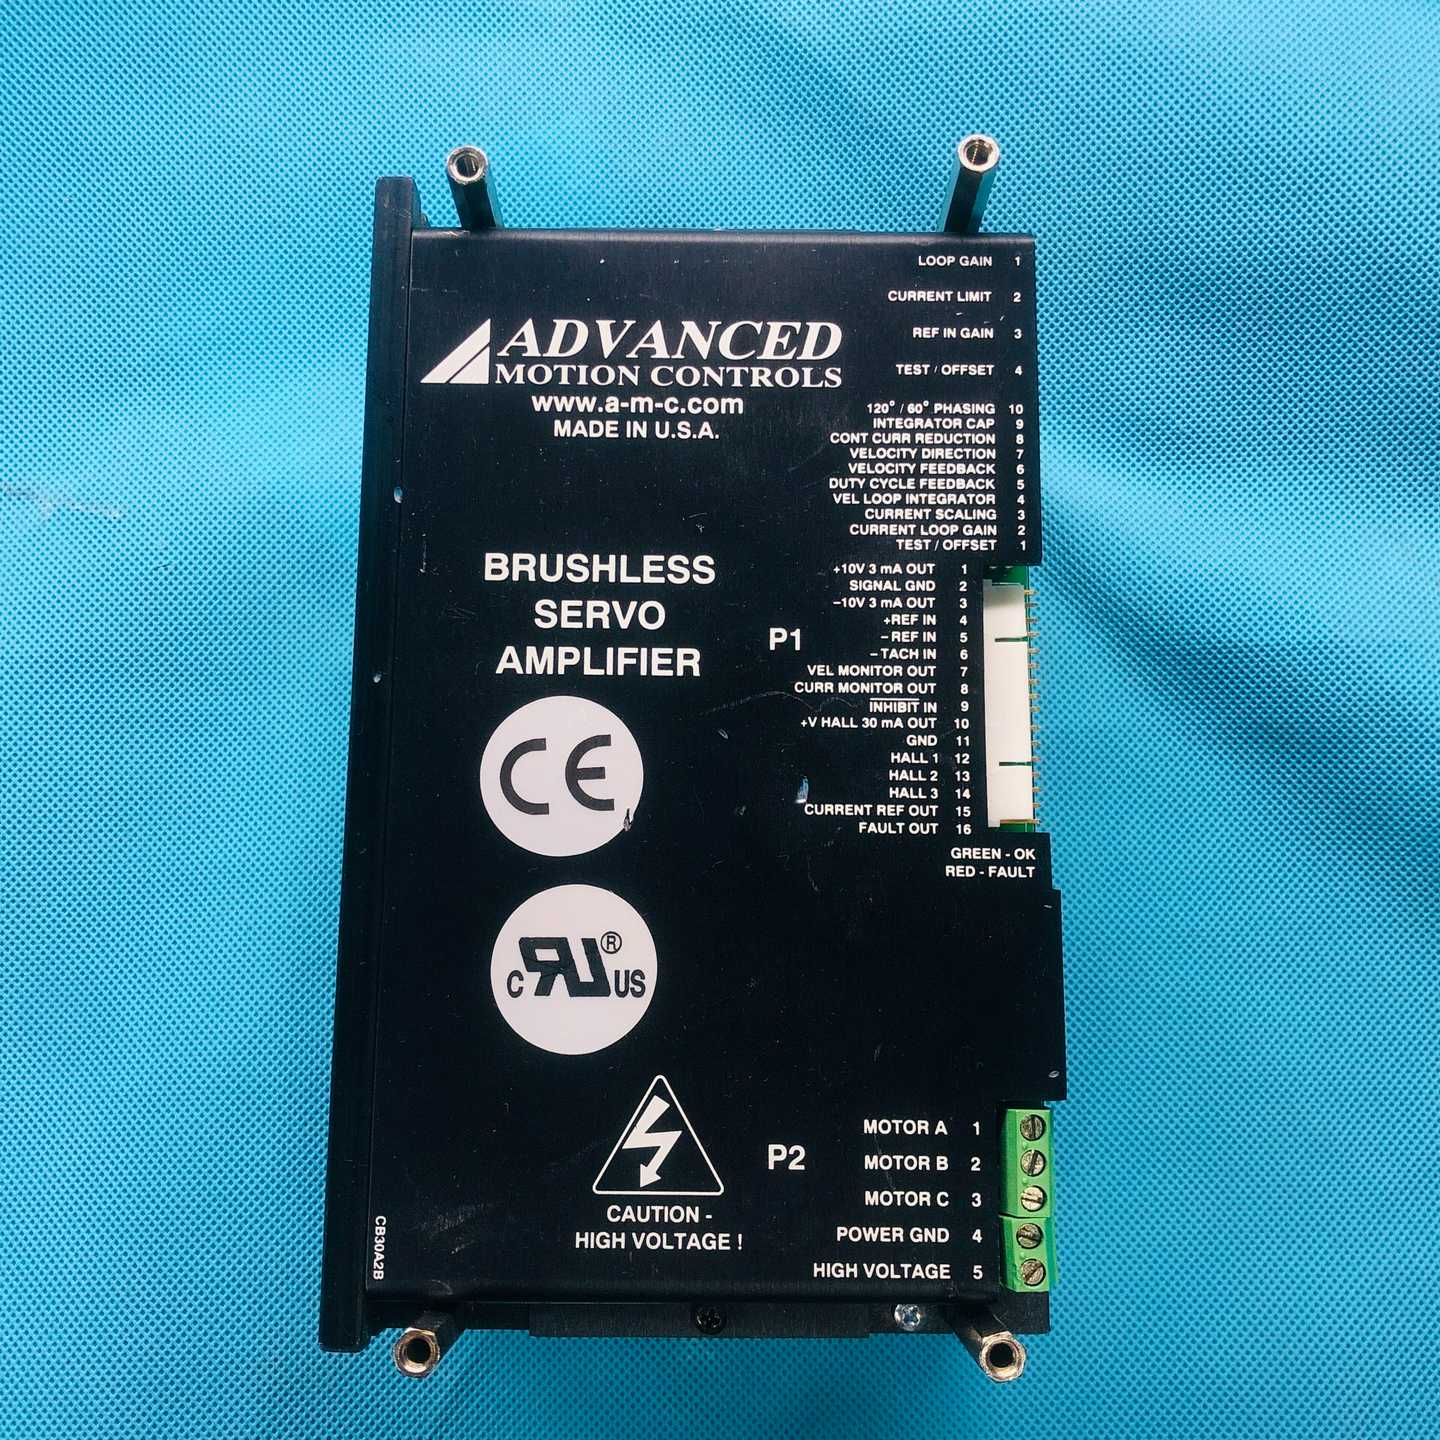 ADVANCED
MOTION CONTROLS
www.a-m-c.com
MADE IN U.S.A.
LOOP GAIN 1
CURRENT LIMIT 2
REF IN GAIN 3
TEST / OFFSET 4
120° / 60° PHASING 10
INTEGRATOR CAP 9
CONT CURR REDUCTION 8
VELOCITY DIRECTION 7
VELOCITY FEEDBACK 6
DUTY CYCLE FEEDBACK 5
VEL LOOP INTEGRATOR 4
CURRENT SCALING 3
CURRENT LOOP GAIN 2
TEST / OFFSET 1
BRUSHLESS
SERVO
AMPLIFIER
P1
+10V 3 mA OUT 1
SIGNAL GND 2
-10V 3 mA OUT 3
+REF IN 4
-REF IN 5
-TACH IN 6
VEL MONITOR OUT 7
CURR MONITOR OUT 8
INHIBIT IN 9
+V HALL 30 mA OUT 10
GND 11
HALL 1 12
HALL 2 13
HALL 3 14
CURRENT REF OUT 15
FAULT OUT 16
GREEN - OK
RED - FAULT
CE
c RU ® US
CAUTION -
HIGH VOLTAGE !
P2
MOTOR A 1
MOTOR B 2
MOTOR C 3
POWER GND 4
HIGH VOLTAGE 5
CB30A2B